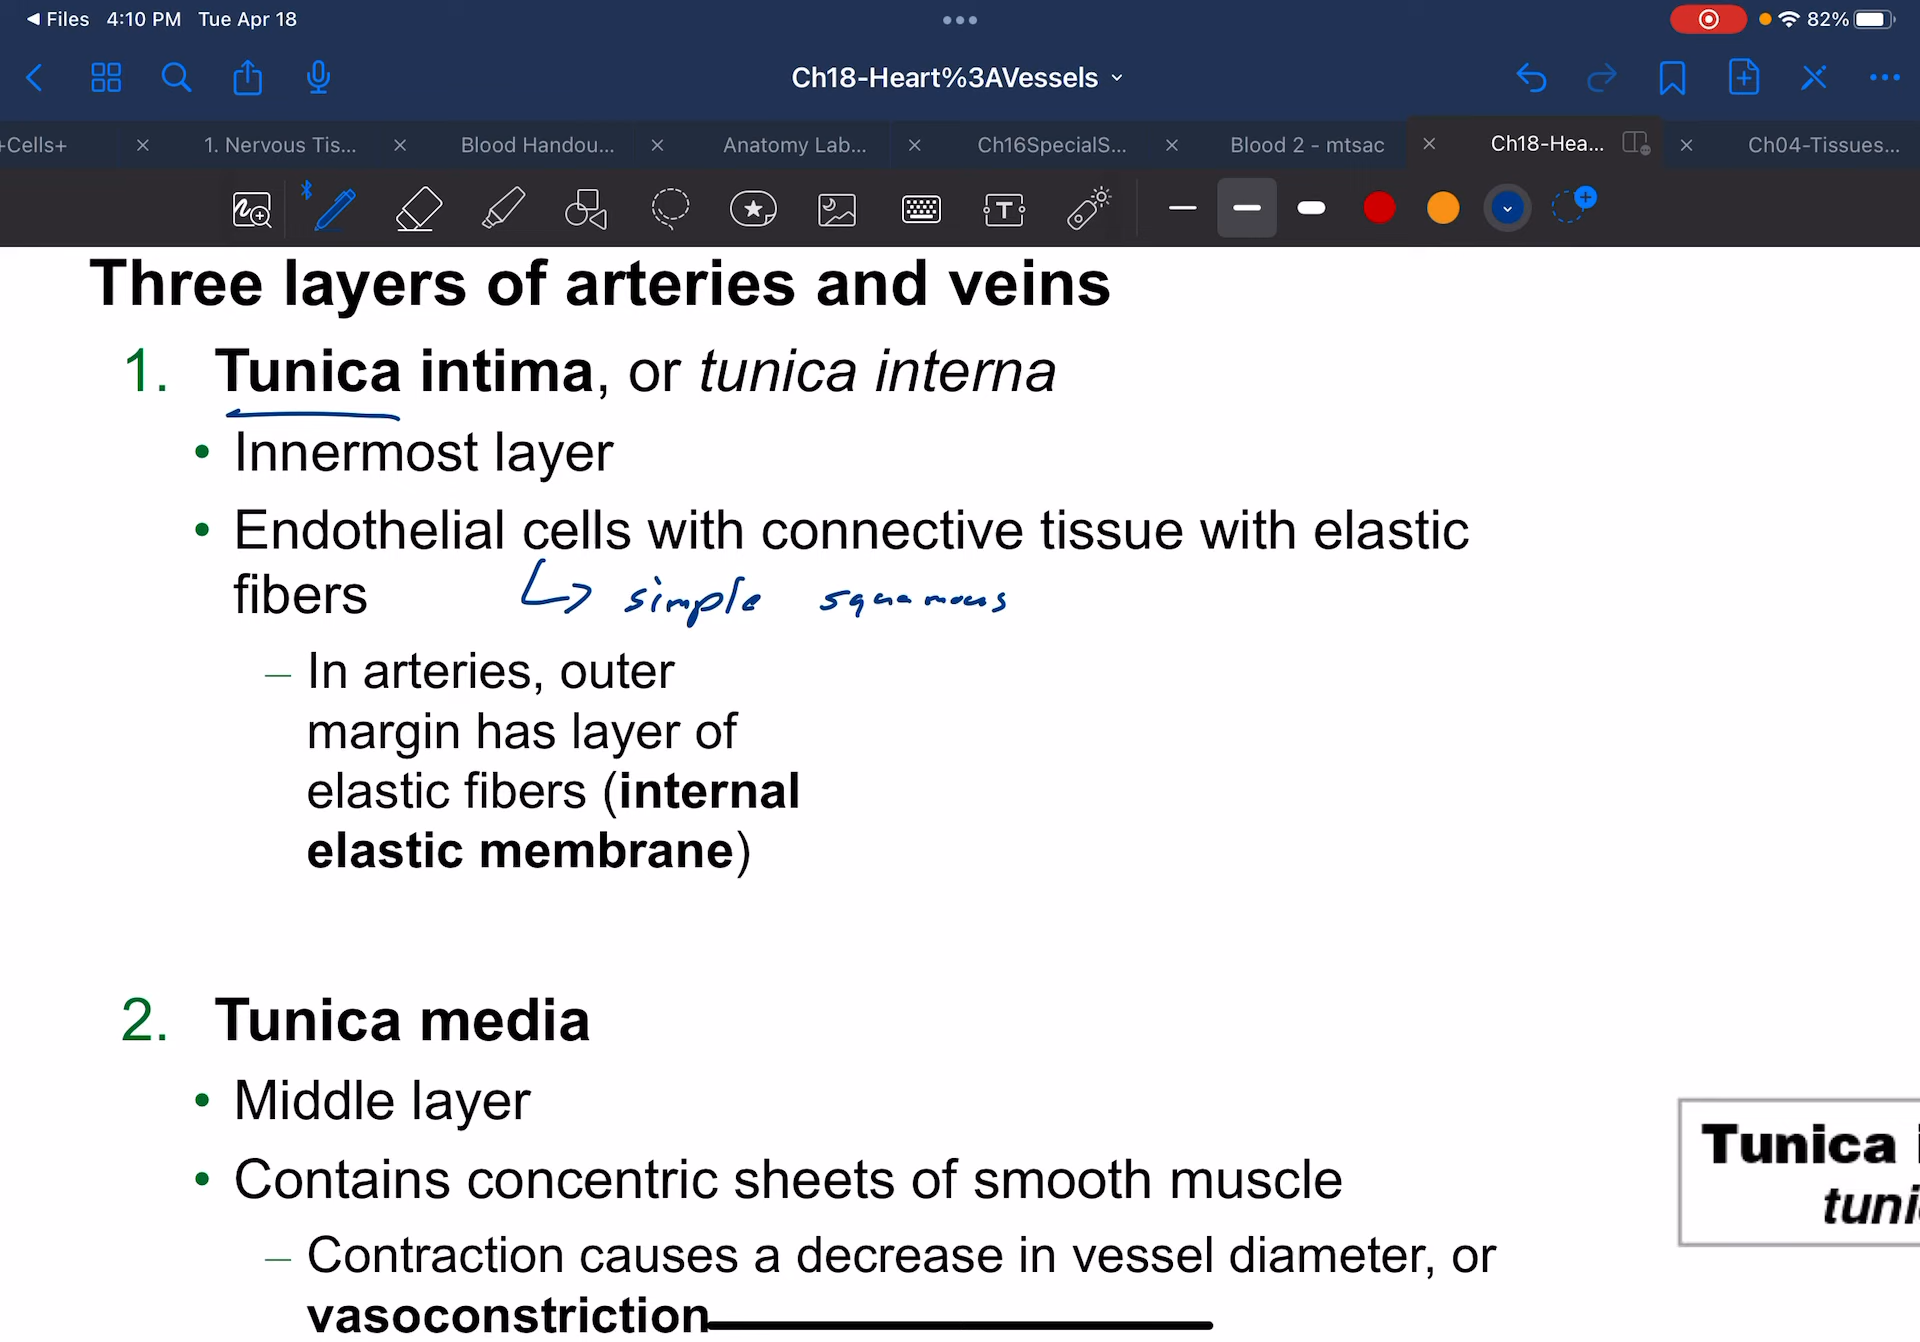 Files 4:10 PM Tue Apr 18
82%
Ch18-Heart%3AVessels
+Cells+ 1. Nervous Tis... Blood Handou... Anatomy Lab... Ch16SpecialS... Blood 2 - mtsac Ch18-Hea... Ch04-Tissues...
Three layers of arteries and veins
1. Tunica intima, or tunica interna
• Innermost layer
• Endothelial cells with connective tissue with elastic
fibers
simple squamous
– In arteries, outer
margin has layer of
elastic fibers (internal
elastic membrane)
2. Tunica media
• Middle layer
• Contains concentric sheets of smooth muscle
– Contraction causes a decrease in vessel diameter, or
vasoconstriction
Tunica i
tuni